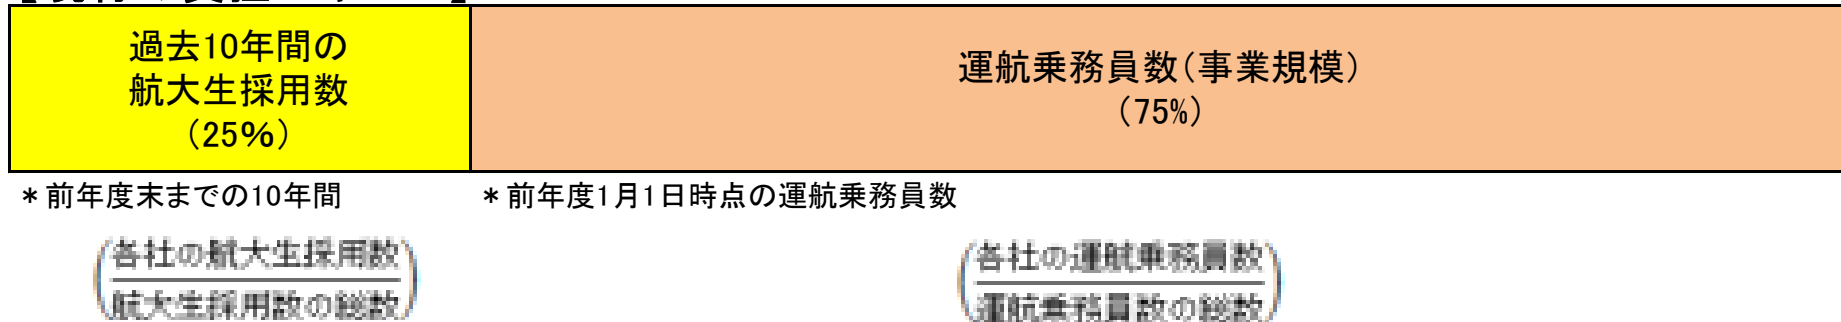 過去10年間の
航大生採用数
（25％）
運航乗務員数（事業規模）
（75%）
＊前年度末までの10年間
＊前年度1月1日時点の運航乗務員数
各社の航大生採用数
航大生採用数の総数
各社の運航乗務員数
運航乗務員数の総数